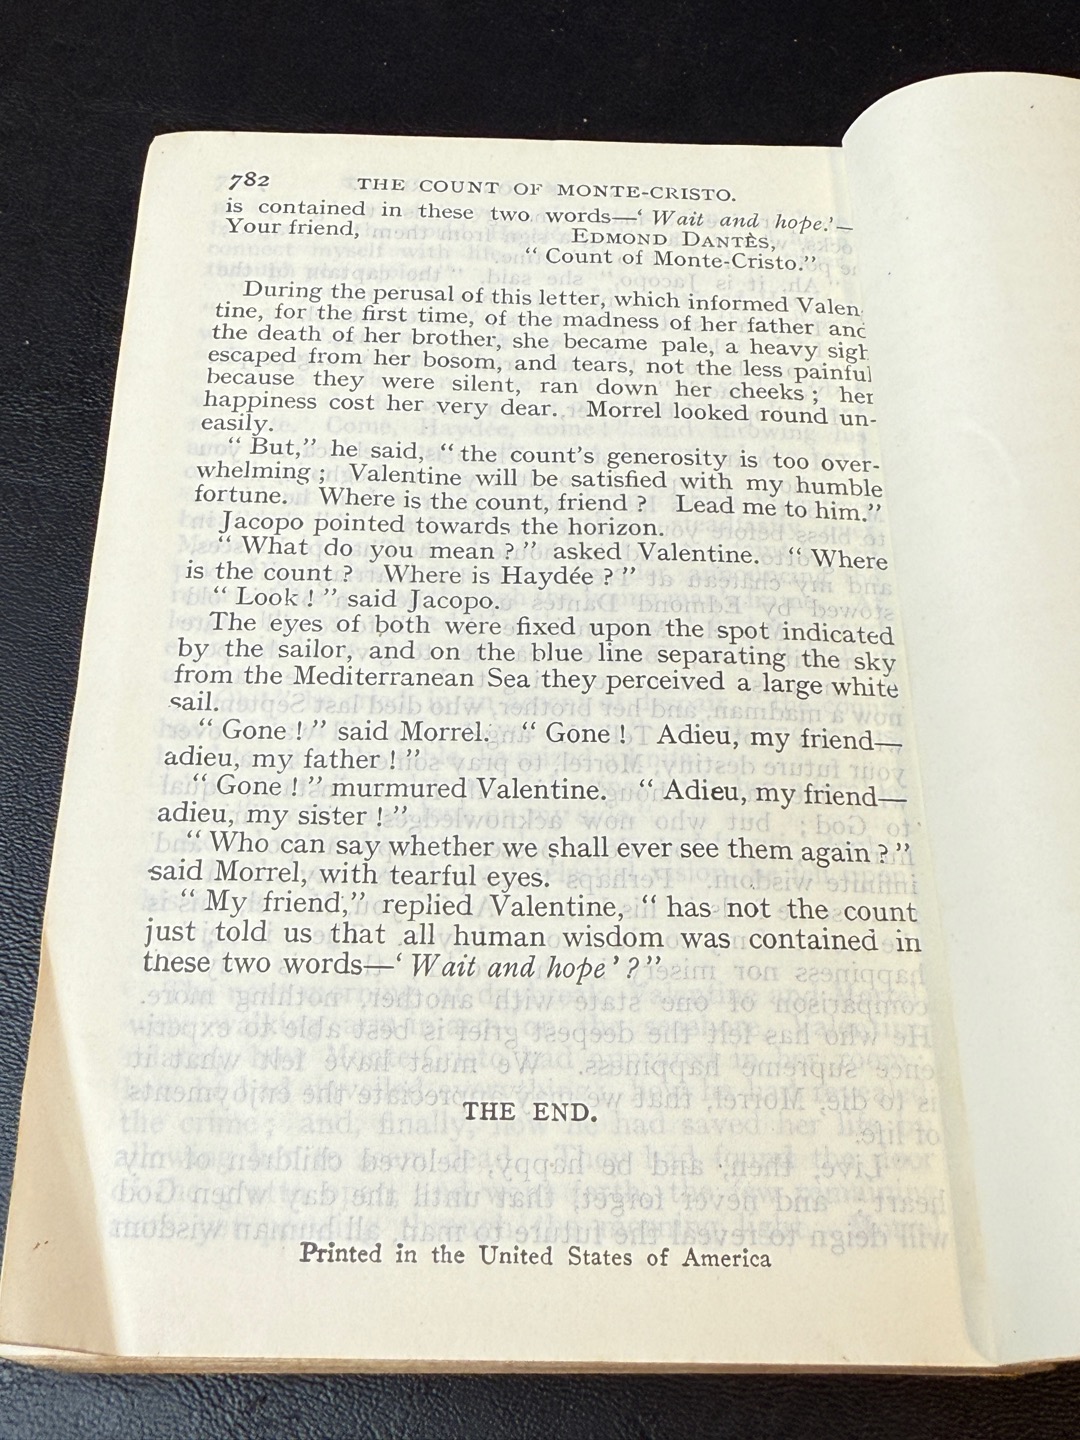 782 THE COUNT OF MONTE-CRISTO.
is contained in these two words—‘ Wait and hope.’—
Your friend, EDMOND DANTÈS,
“ Count of Monte-Cristo.”
During the perusal of this letter, which informed Valen
tine, for the first time, of the madness of her father and
the death of her brother, she became pale, a heavy sigh
escaped from her bosom, and tears, not the less painful
because they were silent, ran down her cheeks ; her
happiness cost her very dear. Morrel looked round un-
easily.
“ But,” he said, “ the count’s generosity is too over-
whelming ; Valentine will be satisfied with my humble
fortune. Where is the count, friend ? Lead me to him.”
Jacopo pointed towards the horizon.
“ What do you mean ? ” asked Valentine. “ Where
is the count ? Where is Haydée ? ”
“ Look ! ” said Jacopo.
The eyes of both were fixed upon the spot indicated
by the sailor, and on the blue line separating the sky
from the Mediterranean Sea they perceived a large white
sail.
“ Gone ! ” said Morrel. “ Gone ! Adieu, my friend—
adieu, my father ! ”
“ Gone ! ” murmured Valentine. “ Adieu, my friend—
adieu, my sister ! ”
“ Who can say whether we shall ever see them again ? ”
said Morrel, with tearful eyes.
“ My friend,” replied Valentine, “ has not the count
just told us that all human wisdom was contained in
these two words—‘ Wait and hope ’ ? ”
THE END.
Printed in the United States of America